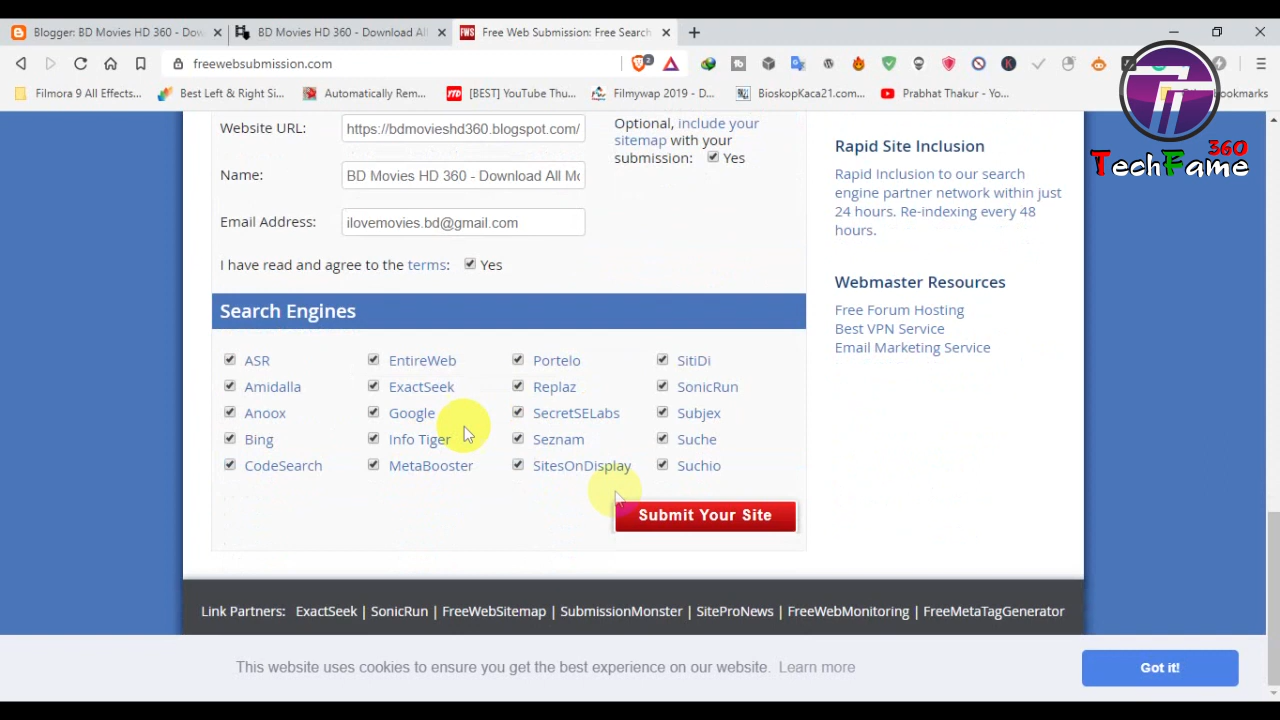 Blogger: BD Movies HD 360 - Dow
BD Movies HD 360 - Download All
FWS Free Web Submission: Free Search
freewebsubmission.com
2
Filmora 9 All Effects...
Best Left & Right Si...
Automatically Rem...
[BEST] YouTube Thu...
Filmywap 2019 - D...
BioskopKaca21.com...
Prabhat Thakur - Yo...
okmarks
TechFame 360
Website URL: https://bdmovieshd360.blogspot.com/
Name: BD Movies HD 360 - Download All Mo
Email Address: ilovemovies.bd@gmail.com
Optional, include your
sitemap with your
submission: Yes
I have read and agree to the terms: Yes
Search Engines
ASR EntireWeb Portelo SitiDi
Amidalla ExactSeek Replaz SonicRun
Anoox Google SecretSELabs Subjex
Bing Info Tiger Seznam Suche
CodeSearch MetaBooster SitesOnDisplay Suchio
Submit Your Site
Rapid Site Inclusion
Rapid Inclusion to our search
engine partner network within just
24 hours. Re-indexing every 48
hours.
Webmaster Resources
Free Forum Hosting
Best VPN Service
Email Marketing Service
Link Partners: ExactSeek | SonicRun | FreeWebSitemap | SubmissionMonster | SiteProNews | FreeWebMonitoring | FreeMetaTagGenerator
This website uses cookies to ensure you get the best experience on our website. Learn more
Got it!